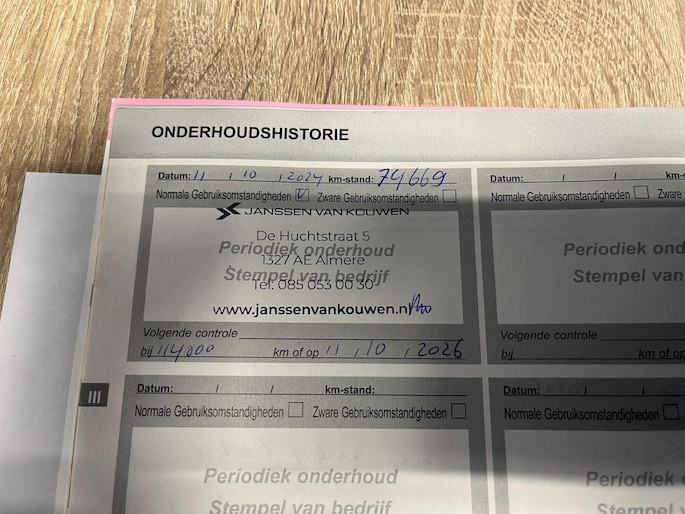 ONDERHOUDSHISTORIE
Datum: 11 / 10 / 2024 km-stand: 74669
Normale Gebruiksomstandigheden Zware Gebruiksomstandigheden
JANSSEN VAN KOUWEN
De Huchtstraat 5
Periodiek onderhoud
1327 AE Almere
Stempel van bedrijf
Tel: 085 053 00 30
www.janssenvankouwen.nl
Volgende controle
bij 114000 km of op 11 / 10 / 2026
Datum: / / km-stand:
Normale Gebruiksomstandigheden Zware Gebruiksomstandigheden
Periodiek onderhoud
Stempel van bedrijf
III
Datum: / / km-st
Normale Gebruiksomstandigheden Zware
Periodiek ond
Stempel van
Volgende controle
bij km of
Datum: / /
Normale Gebruiksomstandigheden Zwa
Periodiek o
Stempel va